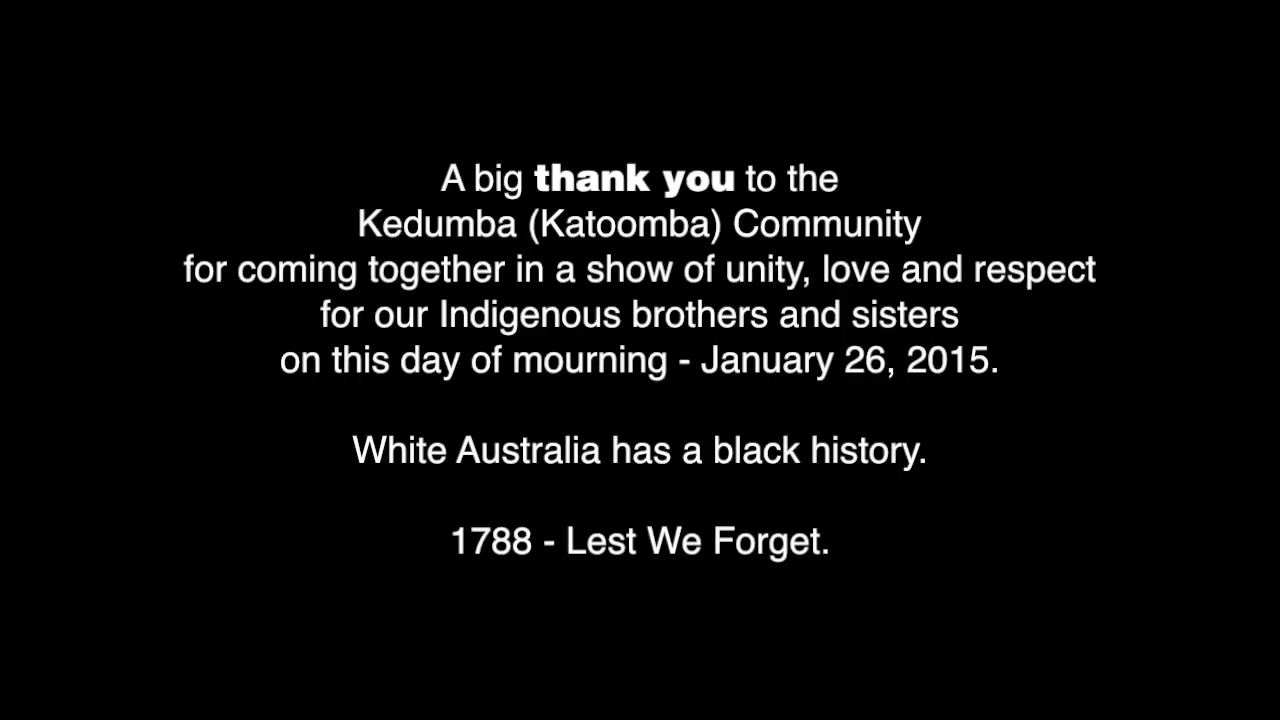 A big thank you to the
Kedumba (Katoomba) Community
for coming together in a show of unity, love and respect
for our Indigenous brothers and sisters
on this day of mourning - January 26, 2015.
White Australia has a black history.
1788 - Lest We Forget.